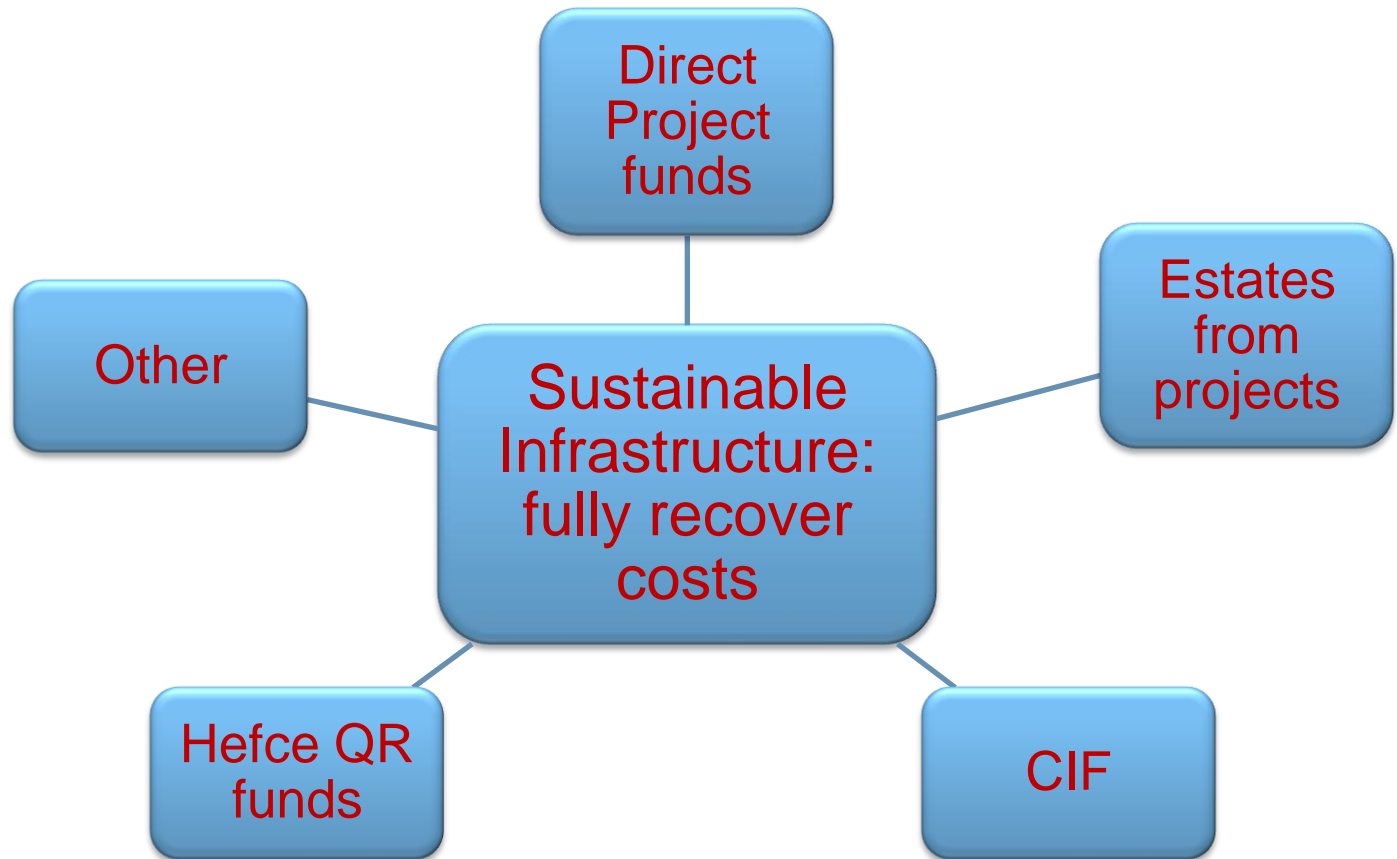 Direct
Project
funds
Estates
from
projects
Other
Sustainable
Infrastructure:
fully recover
costs
Hefce QR
funds
CIF